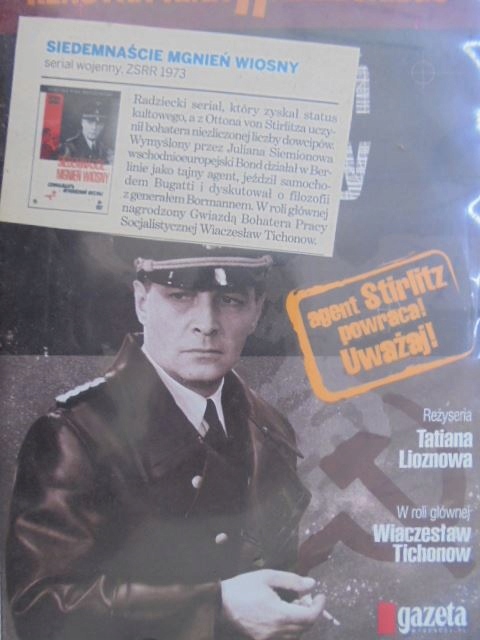 SIEDEMNAŚCIE MGNIEŃ WIOSNY
serial wojenny, ZSRR 1973
Radziecki serial, który zyskał status
kultowego, a z Ottona von Stirlitza uczy-
nił bohatera niezliczonej liczby dowcipów.
Wymyślony przez Juliana Siemionowa
wschodnioeuropejski Bond działał w Ber-
linie jako tajny agent, jeździł samocho-
dem Bugatti i dyskutował o filozofii
z generałem Bormannem. W roli głównej
nagrodzony Gwiazdą Bohatera Pracy
Socjalistycznej Wiaczesław Tichonow.
SIEDEMNAŚCIE
MGNIEŃ WIOSNY
agent Stirlitz
powraca!
Uważaj!
Reżyseria
Tatiana
Lioznowa
W roli głównej
Wiaczesław
Tichonow
gazeta